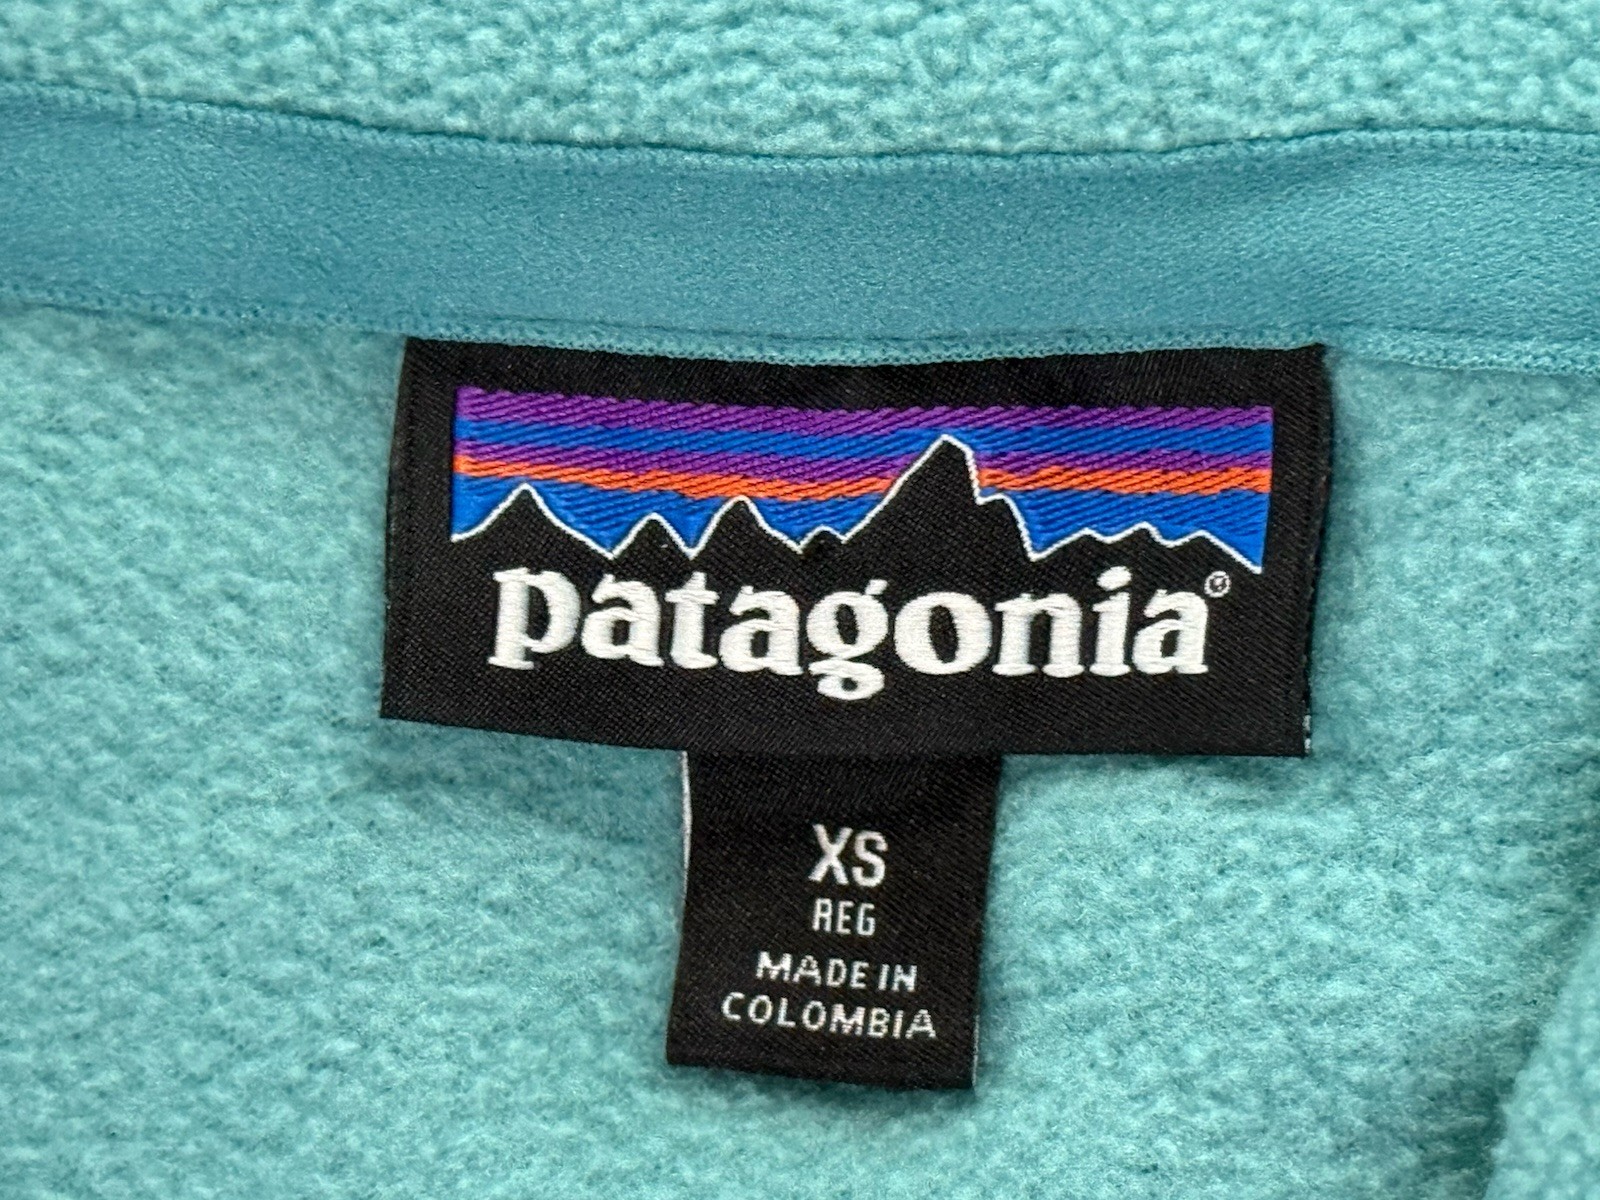 patagonia®
XS
REG
MADE IN
COLOMBIA